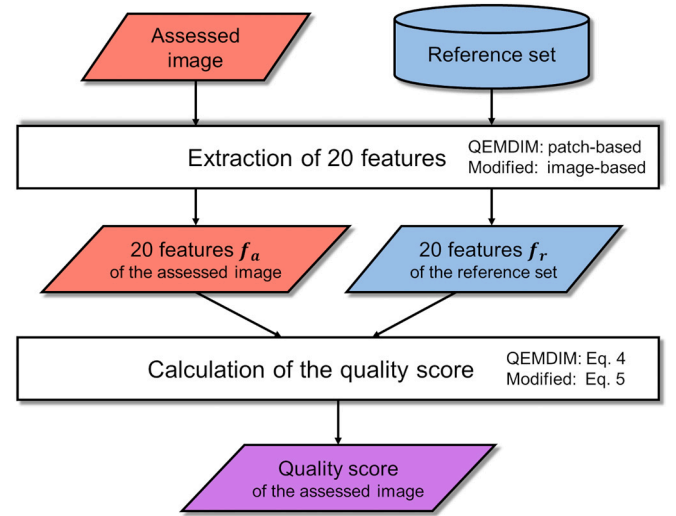 Assessed
image
Reference set
Extraction of 20 features
QEMDIM: patch-based
Modified: image-based
20 features f_a
of the assessed image
20 features f_r
of the reference set
Calculation of the quality score
QEMDIM: Eq. 4
Modified: Eq. 5
Quality score
of the assessed image